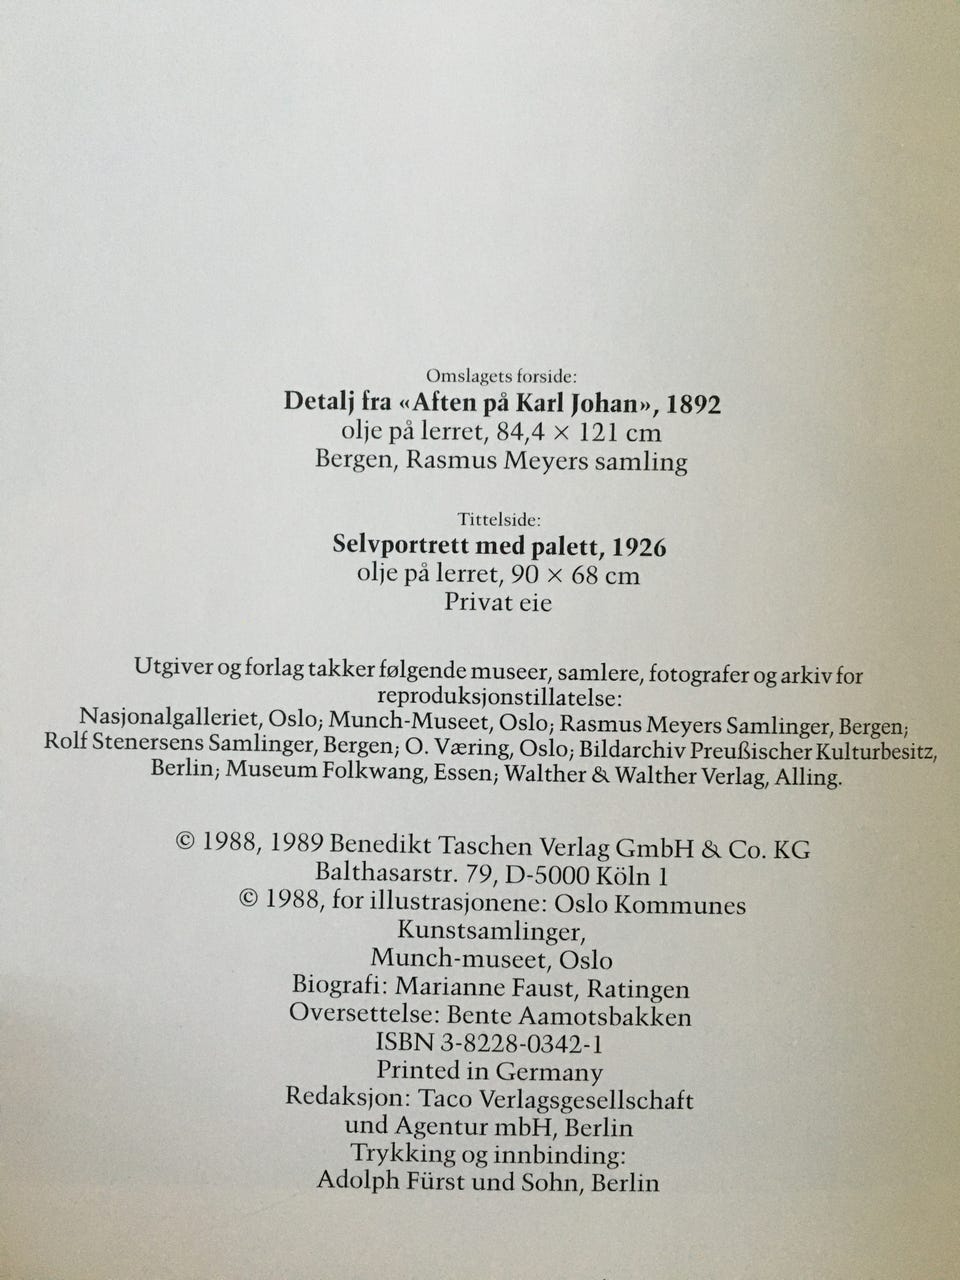 Omslagets forside:
Detalj fra «Aften på Karl Johan», 1892
olje på lerret, 84,4 × 121 cm
Bergen, Rasmus Meyers samling
Tittelside:
Selvportrett med palett, 1926
olje på lerret, 90 × 68 cm
Privat eie
Utgiver og forlag takker følgende museer, samlere, fotografer og arkiv for
reproduksjonstillatelse:
Nasjonalgalleriet, Oslo; Munch-Museet, Oslo; Rasmus Meyers Samlinger, Bergen;
Rolf Stenersens Samlinger, Bergen; O. Væring, Oslo; Bildarchiv Preußischer Kulturbesitz,
Berlin; Museum Folkwang, Essen; Walther & Walther Verlag, Alling.
© 1988, 1989 Benedikt Taschen Verlag GmbH & Co. KG
Balthasarstr. 79, D-5000 Köln 1
© 1988, for illustrasjonene: Oslo Kommunes
Kunstsamlinger,
Munch-museet, Oslo
Biografi: Marianne Faust, Ratingen
Oversettelse: Bente Aamotsbakken
ISBN 3-8228-0342-1
Printed in Germany
Redaksjon: Taco Verlagsgesellschaft
und Agentur mbH, Berlin
Trykking og innbinding:
Adolph Fürst und Sohn, Berlin